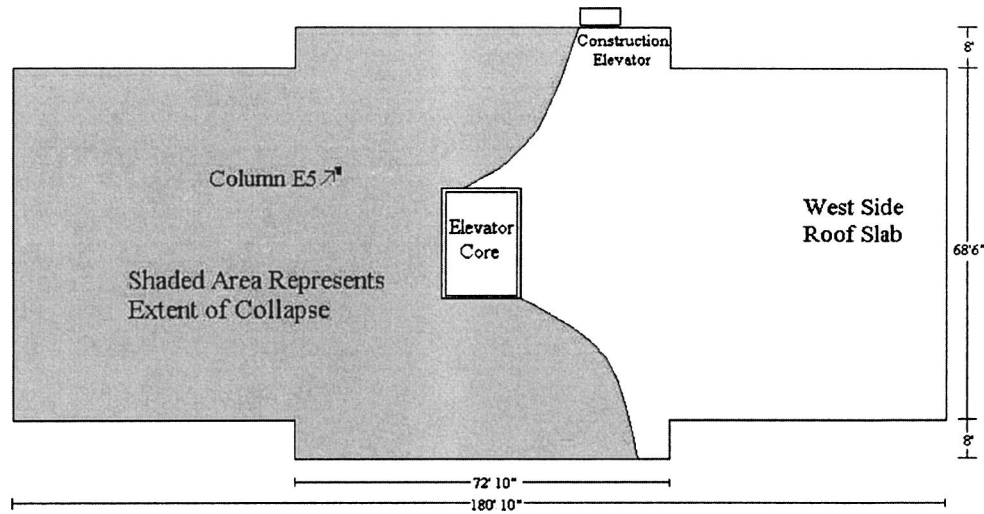 Construction
Elevator
8'
Column E5
Elevator
Core
West Side
Roof Slab
68'6"
Shaded Area Represents
Extent of Collapse
8'
72' 10"
180' 10"